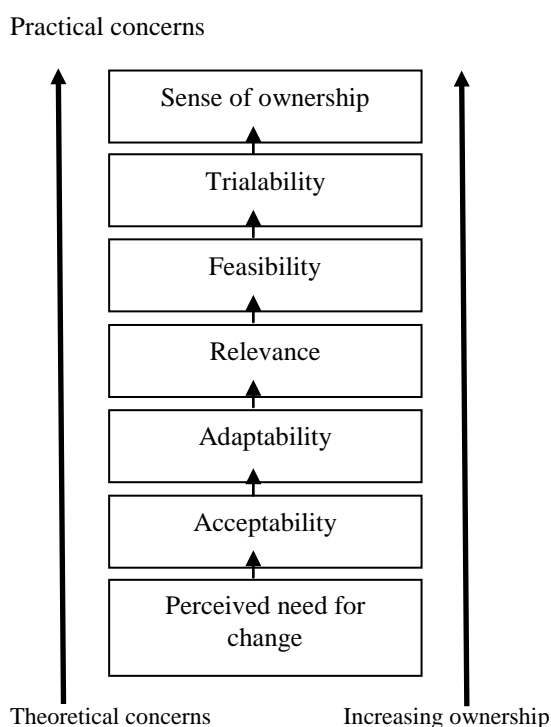 Practical concerns
Sense of ownership
Trialability
Feasibility
Relevance
Adaptability
Acceptability
Perceived need for
change
Theoretical concerns
Increasing ownership